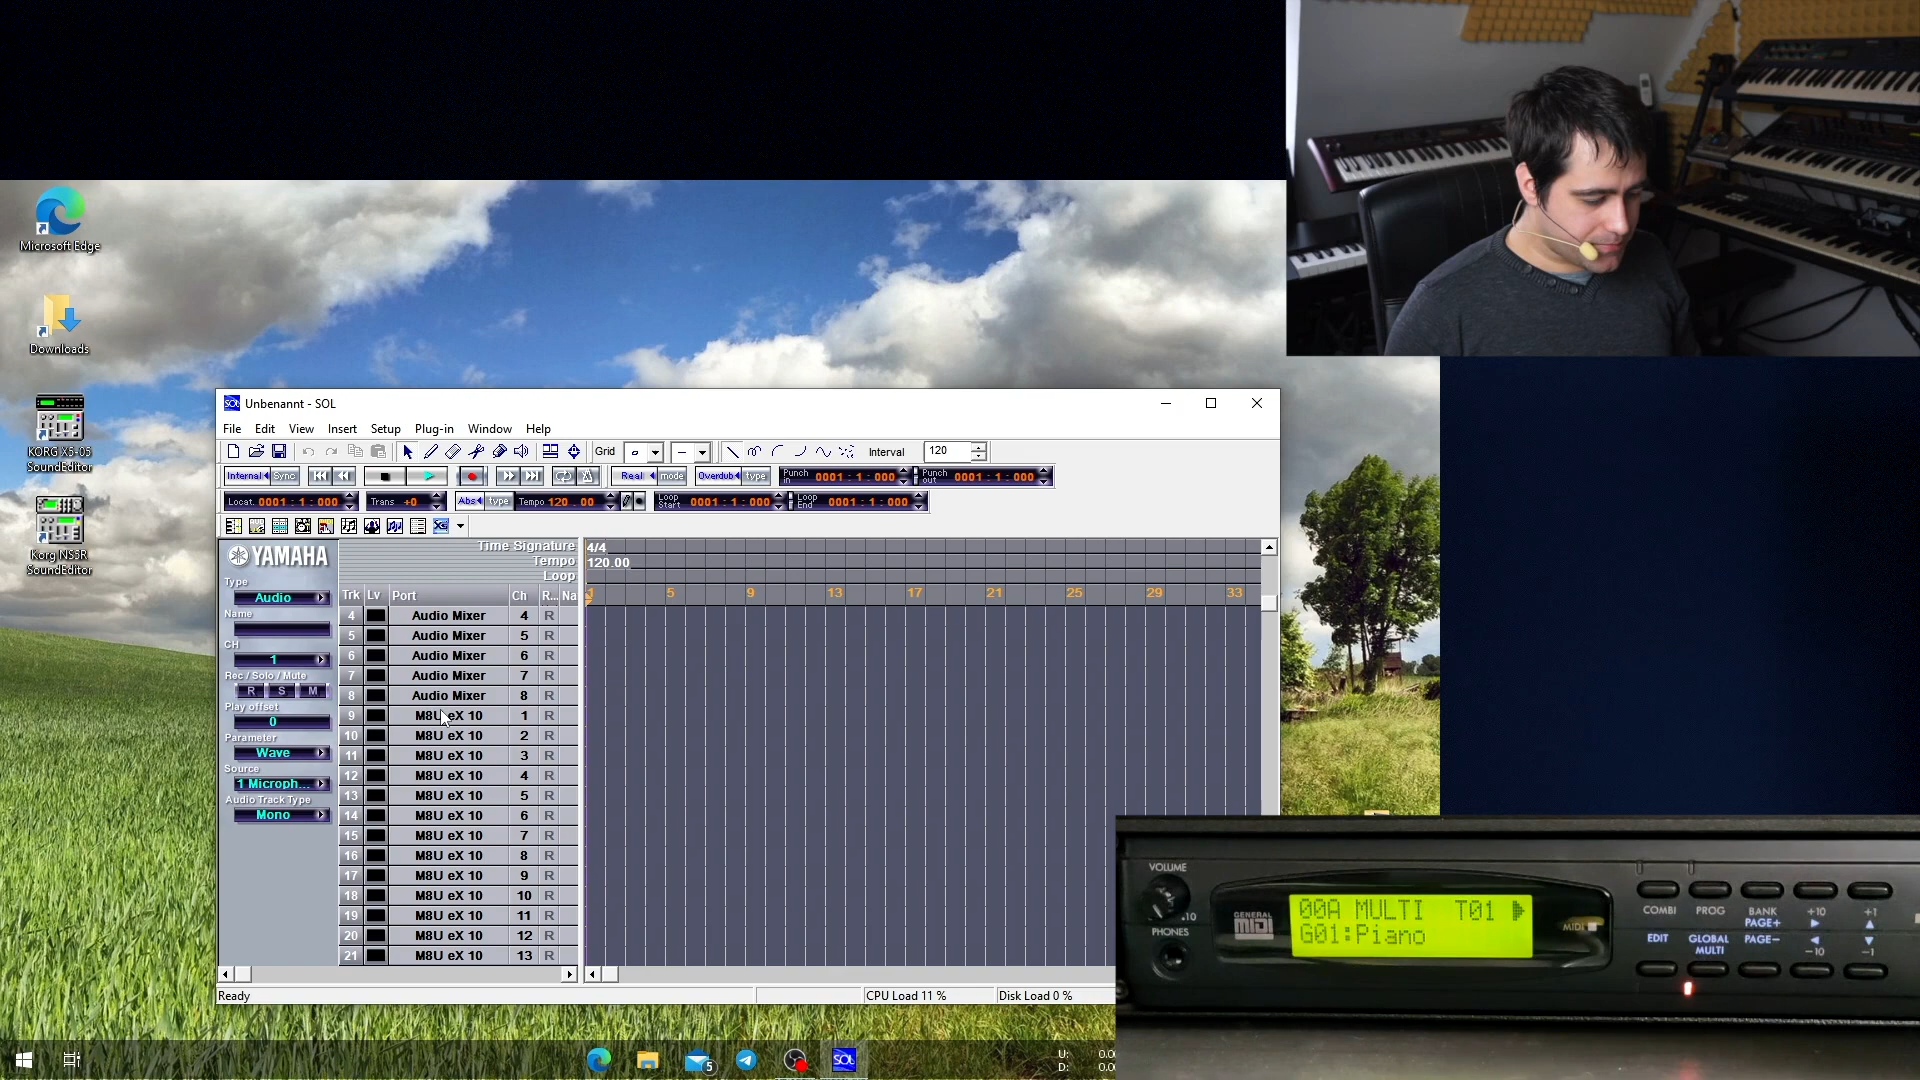 Microsoft Edge
Downloads
KORG X5-05
SoundEditor
Korg NS5R
SoundEditor
SOL Unbenannt - SOL
File Edit View Insert Setup Plug-in Window Help
Grid Interval 120
Internal Sync Real mode Overdub type Punch in 0001 : 1 : 000 Punch out 0001 : 1 : 000
Locat. 0001 : 1 : 000 Trans +0 Abs type Tempo 120 . 00 Loop Start 0001 : 1 : 000 Loop End 0001 : 1 : 000
YAMAHA
Type
Audio
Name
CH
1
Rec / Solo / Mute
R S M
Play offset
0
Parameter
Wave
Source
1 Microph...
Audio Track Type
Mono
Time Signature 4/4
Tempo 120.00
Loop
Trk Lv Port Ch R... Na 1 5 9 13 17 21 25 29 33
4 Audio Mixer 4 R
5 Audio Mixer 5 R
6 Audio Mixer 6 R
7 Audio Mixer 7 R
8 Audio Mixer 8 R
9 M8U eX 10 1 R
10 M8U eX 10 2 R
11 M8U eX 10 3 R
12 M8U eX 10 4 R
13 M8U eX 10 5 R
14 M8U eX 10 6 R
15 M8U eX 10 7 R
16 M8U eX 10 8 R
17 M8U eX 10 9 R
18 M8U eX 10 10 R
19 M8U eX 10 11 R
20 M8U eX 10 12 R
21 M8U eX 10 13 R
Ready CPU Load 11 % Disk Load 0 %
VOLUME
10
PHONES
GENERAL
MIDI
00A MULTI T01
G01:Piano
MIDI
COMBI PROG BANK +10 +1
PAGE+
EDIT GLOBAL PAGE-
MULTI -10 -1
5
SOL
U: 0.0
D: 0.0